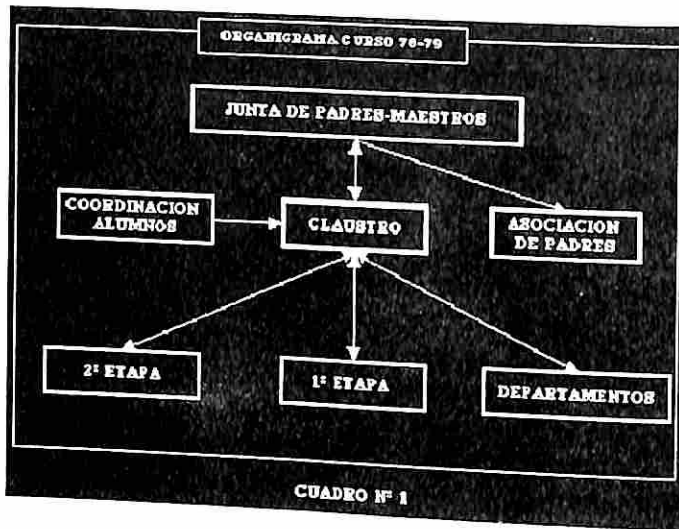 ORGANIGRAMA CURSO 78-79
JUNTA DE PADRES-MAESTROS
COORDINACION
ALUMNOS
CLAUSTRO
ASOCIACION
DE PADRES
2ª ETAPA
1ª ETAPA
DEPARTAMENTOS
CUADRO Nº 1